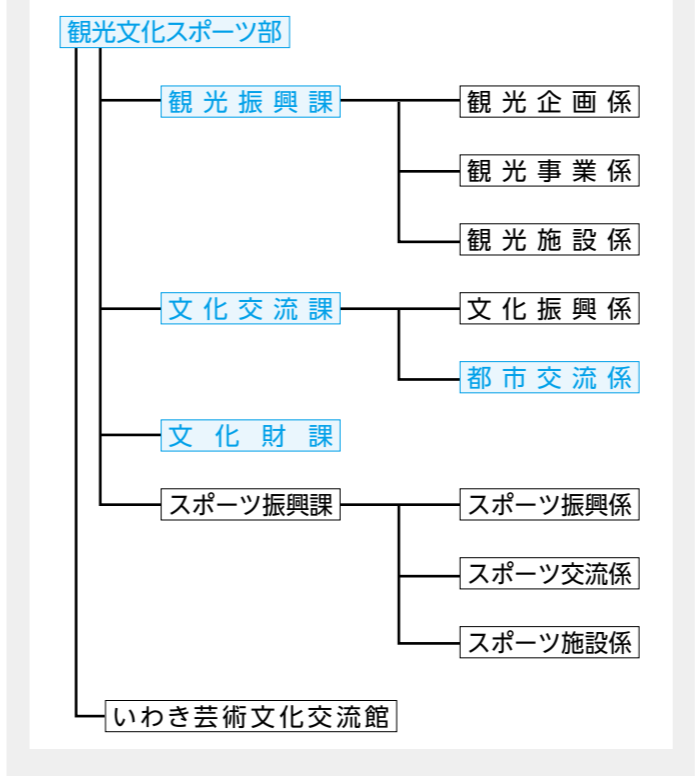 観光文化スポーツ部
観光振興課
観光企画係
観光事業係
観光施設係
文化交流課
文化振興係
都市交流係
文化財課
スポーツ振興課
スポーツ振興係
スポーツ交流係
スポーツ施設係
いわき芸術文化交流館